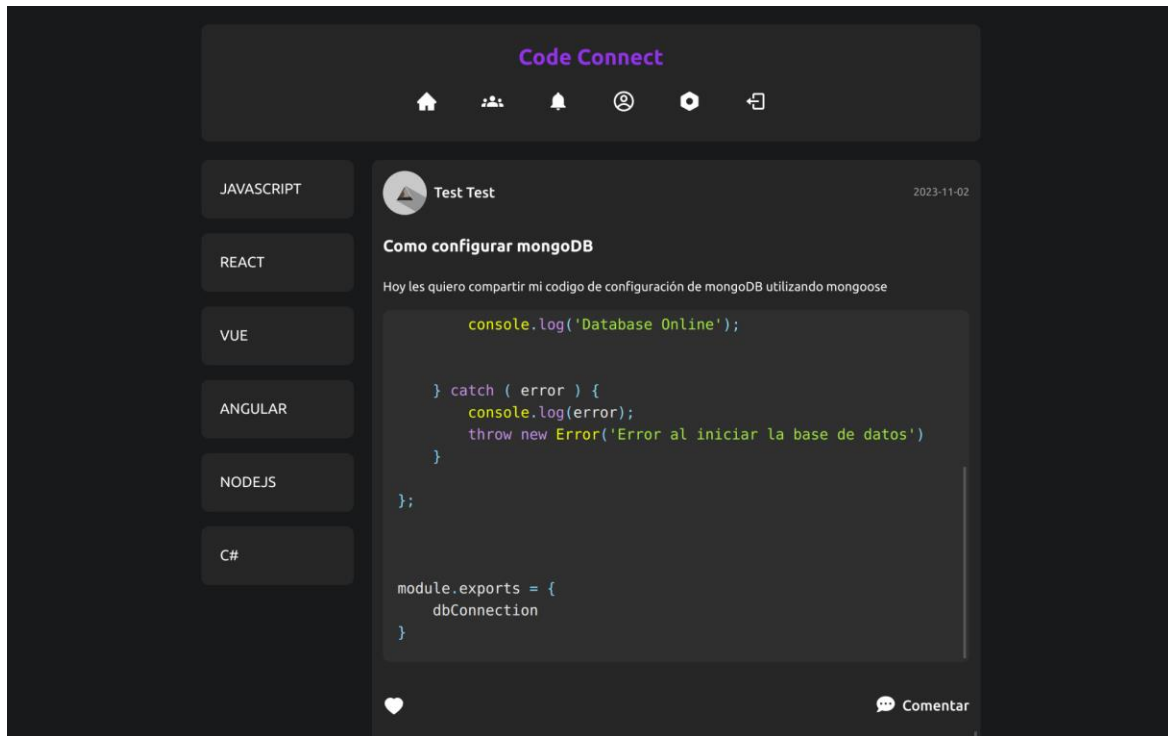 Code Connect
JAVASCRIPT
REACT
VUE
ANGULAR
NODEJS
C#
Test Test
2023-11-02
Como configurar mongoDB
Hoy les quiero compartir mi codigo de configuración de mongoDB utilizando mongoose
        console.log('Database Online');
    } catch ( error ) {
        console.log(error);
        throw new Error('Error al iniciar la base de datos')
    }
};
module.exports = {
    dbConnection
}
Comentar